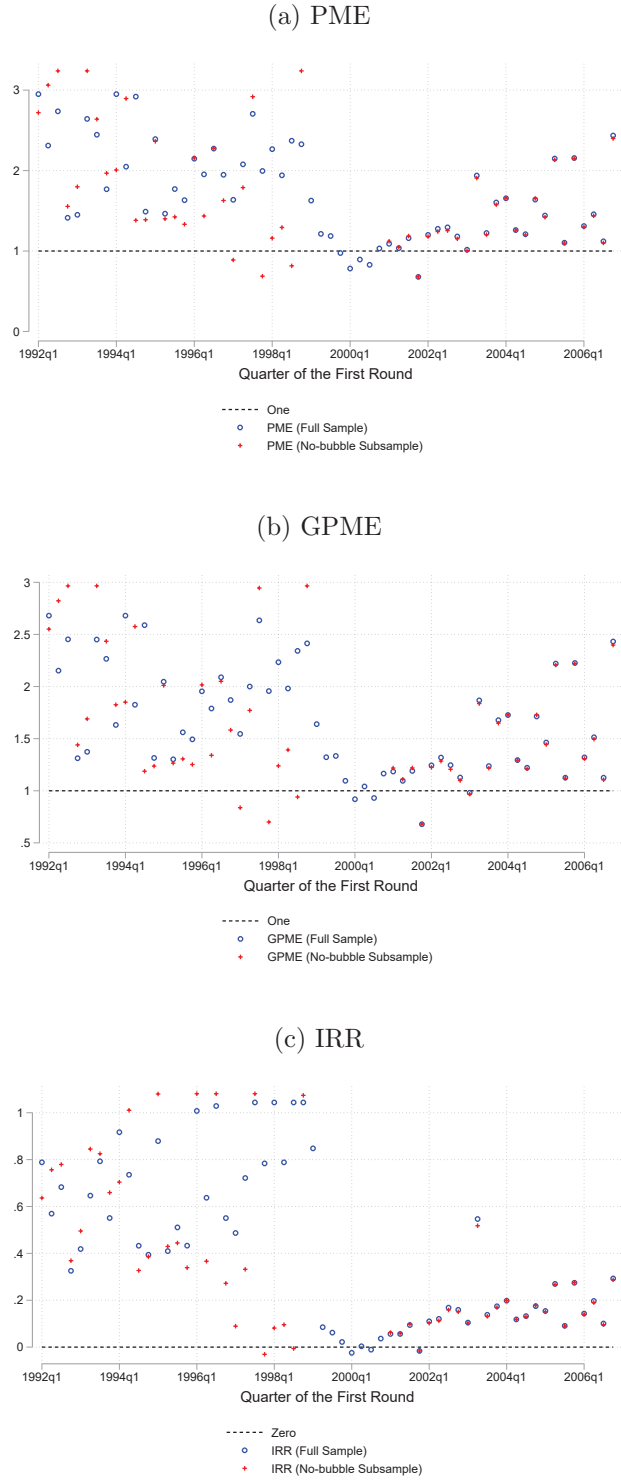 (a) PME
3
2
1
0
1992q1 1994q1 1996q1 1998q1 2000q1 2002q1 2004q1 2006q1
Quarter of the First Round
One
PME (Full Sample)
PME (No-bubble Subsample)
(b) GPME
3
2.5
2
1.5
1
.5
1992q1 1994q1 1996q1 1998q1 2000q1 2002q1 2004q1 2006q1
Quarter of the First Round
One
GPME (Full Sample)
GPME (No-bubble Subsample)
(c) IRR
1
.8
.6
.4
.2
0
1992q1 1994q1 1996q1 1998q1 2000q1 2002q1 2004q1 2006q1
Quarter of the First Round
Zero
IRR (Full Sample)
IRR (No-bubble Subsample)